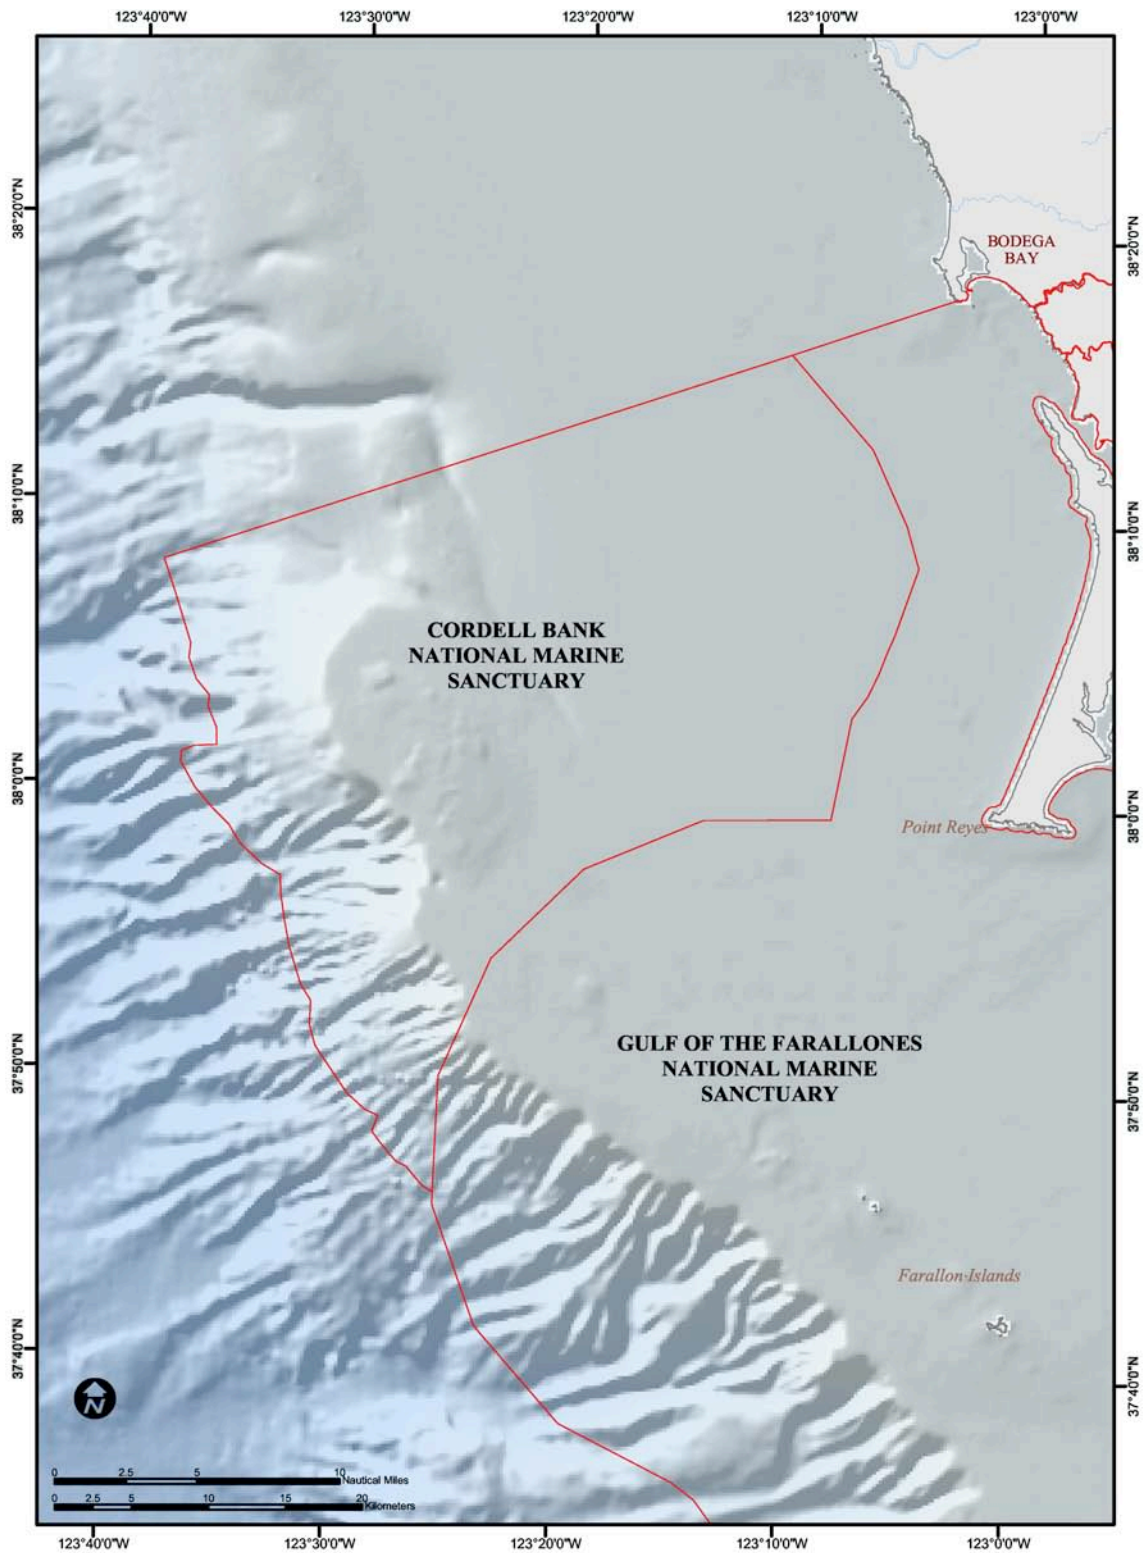 123°40'0"W 123°30'0"W 123°20'0"W 123°10'0"W 123°0'0"W
38°20'0"N
38°20'0"N
BODEGA
BAY
38°10'0"N
38°10'0"N
CORDELL BANK
NATIONAL MARINE
SANCTUARY
38°0'0"N
38°0'0"N
Point Reyes
GULF OF THE FARALLONES
NATIONAL MARINE
SANCTUARY
37°50'0"N
37°50'0"N
Farallon Islands
37°40'0"N
37°40'0"N
N
0 2.5 5 10 Nautical Miles
0 2.5 5 10 15 20 Kilometers
123°40'0"W 123°30'0"W 123°20'0"W 123°10'0"W 123°0'0"W